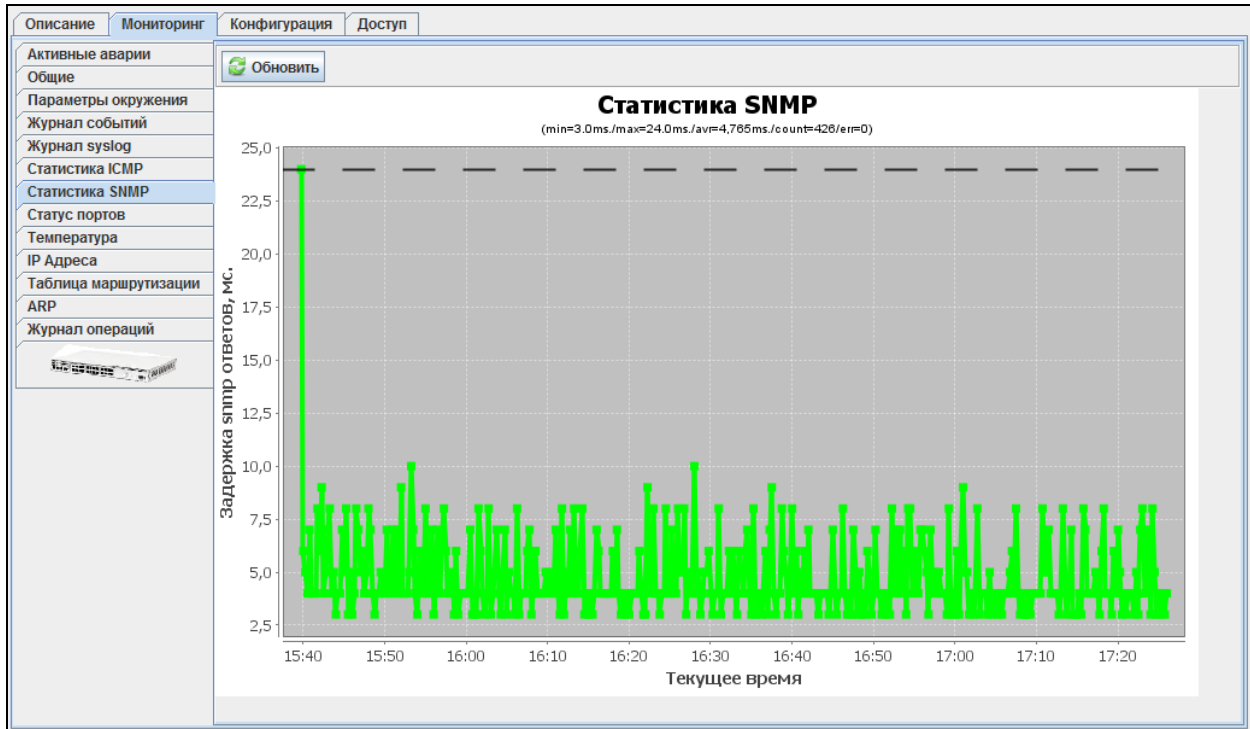 Описание Мониторинг Конфигурация Доступ
Активные аварии
Общие
Параметры окружения
Журнал событий
Журнал syslog
Статистика ICMP
Статистика SNMP
Статус портов
Температура
IP Адреса
Таблица маршрутизации
ARP
Журнал операций
Обновить
Статистика SNMP
(min=3.0ms./max=24.0ms./avr=4,765ms./count=426/err=0)
Задержка snmp ответов, мс.
25,0
22,5
20,0
17,5
15,0
12,5
10,0
7,5
5,0
2,5
15:40 15:50 16:00 16:10 16:20 16:30 16:40 16:50 17:00 17:10 17:20
Текущее время